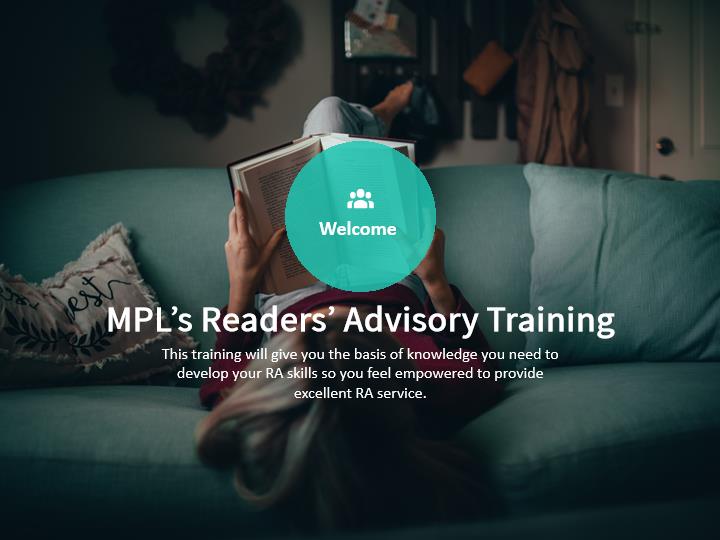 Welcome
MPL’s Readers’ Advisory Training
This training will give you the basis of knowledge you need to
develop your RA skills so you feel empowered to provide
excellent RA service.